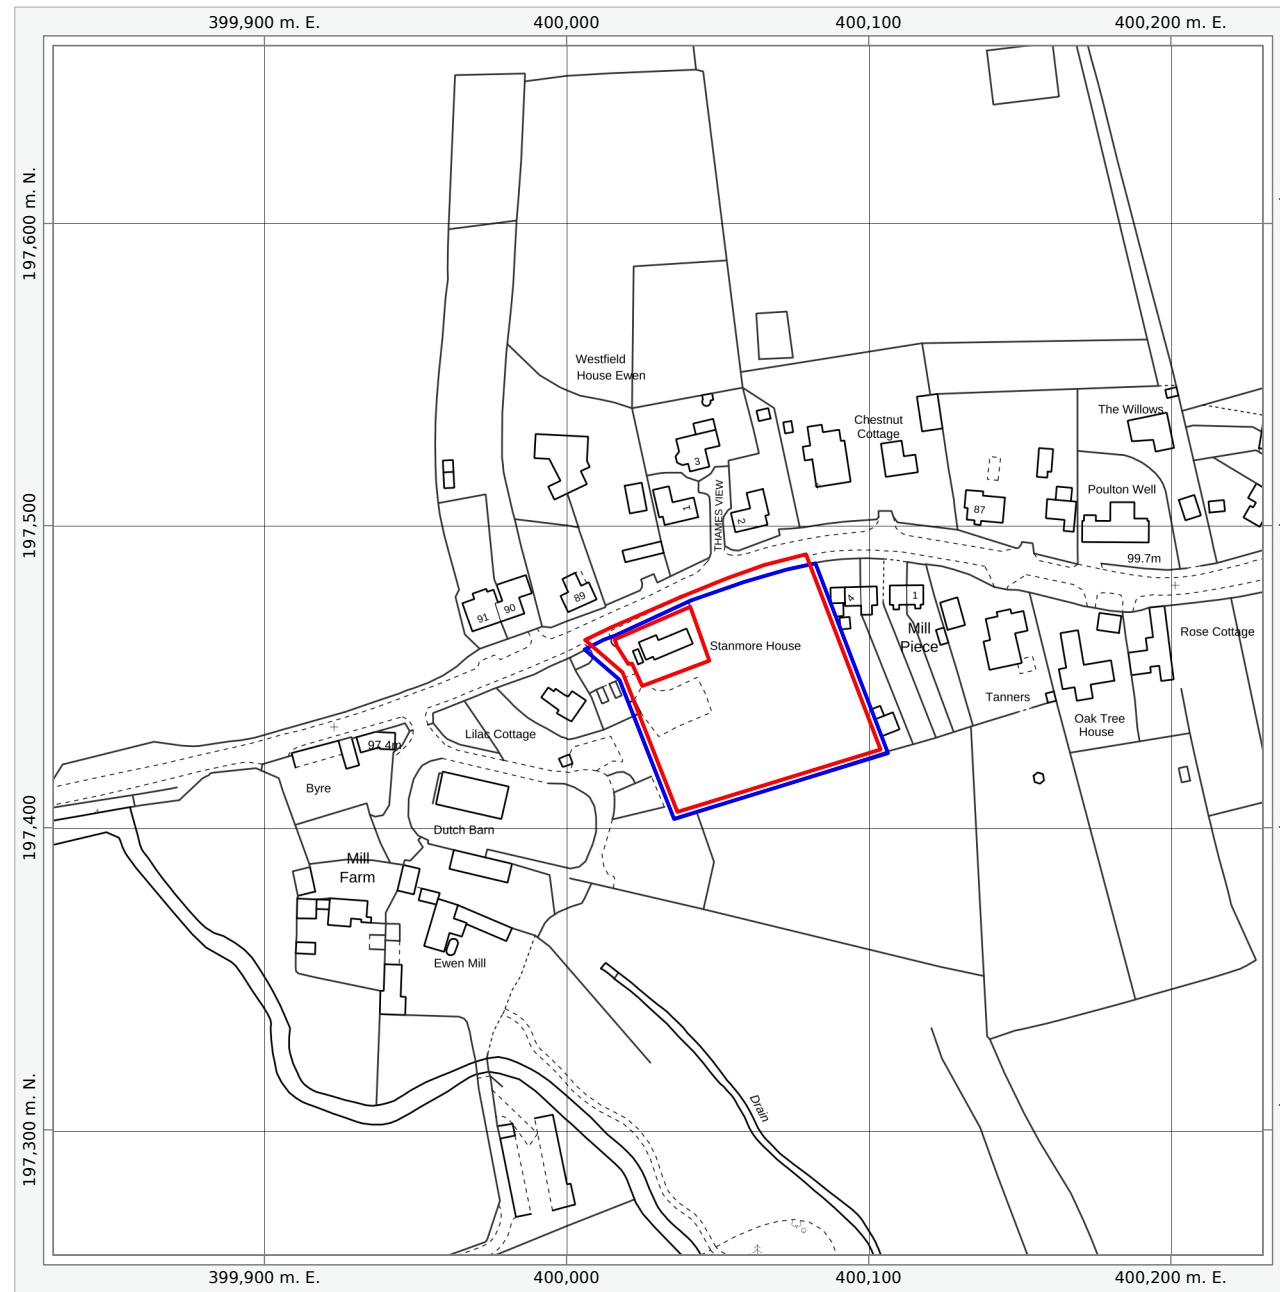 399,900 m. E.
400,000
400,100
400,200 m. E.
197,600 m. N.
Westfield
House Ewen
Chestnut
Cottage
The Willows
3
Poulton Well
1
2
THAMES VIEW
87
197,500
99.7m
89
90
91
4
1
Mill
Piece
Rose Cottage
Stanmore House
Tanners
Oak Tree
House
Lilac Cottage
97.4m
Byre
197,400
Dutch Barn
Mill
Farm
Ewen Mill
Drain
197,300 m. N.
399,900 m. E.
400,000
400,100
400,200 m. E.